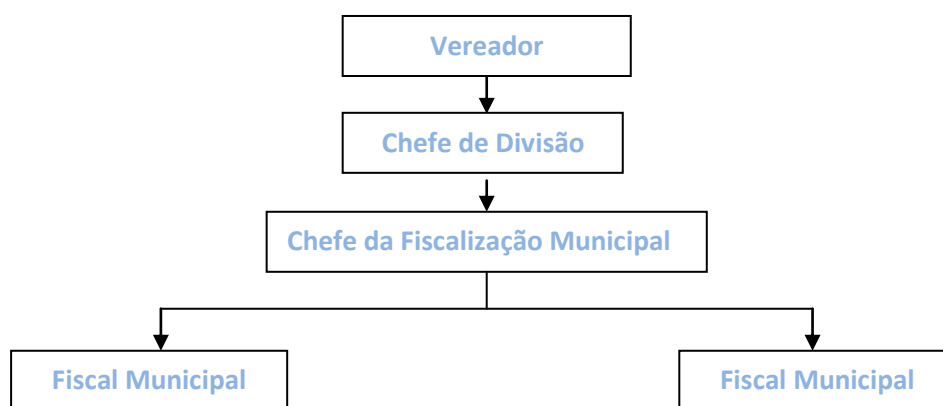 Vereador
Chefe de Divisão
Chefe da Fiscalização Municipal
Fiscal Municipal
Fiscal Municipal